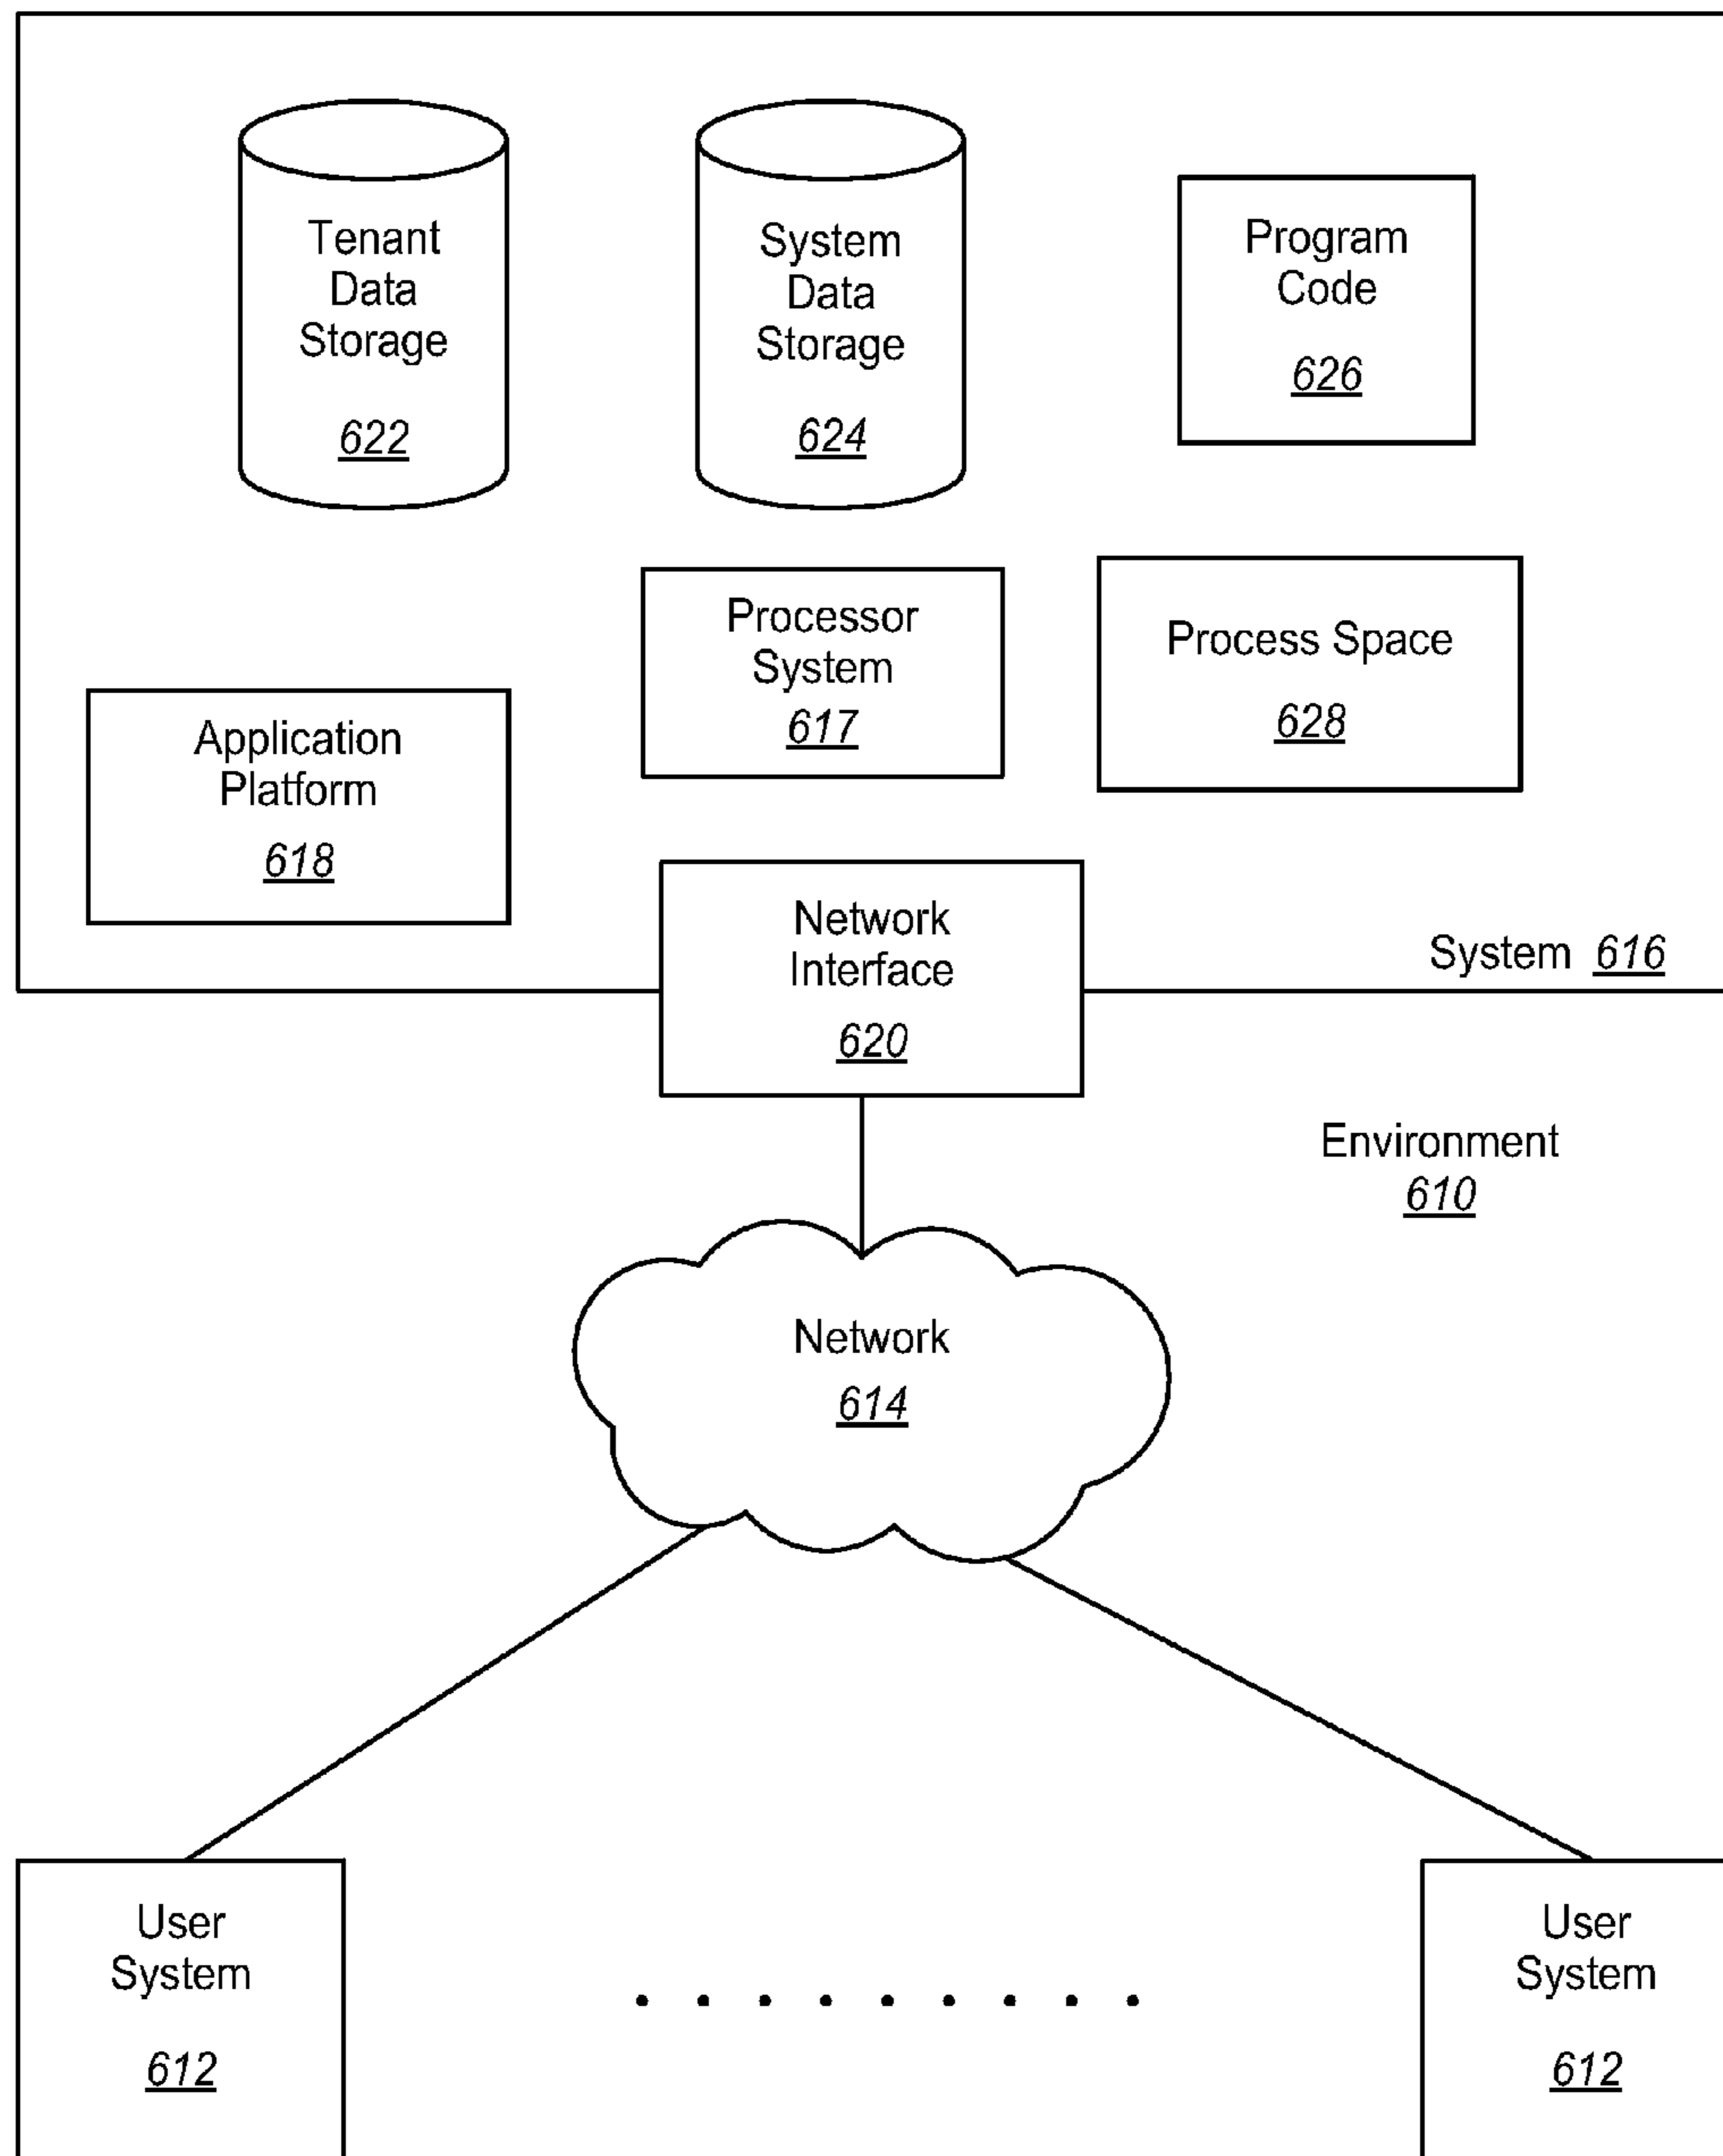 Tenant
Data
Storage
622
System
Data
Storage
624
Program
Code
626
Processor
System
617
Process Space
628
Application
Platform
618
Network
Interface
620
System 616
Environment
610
Network
614
User
System
612
User
System
612